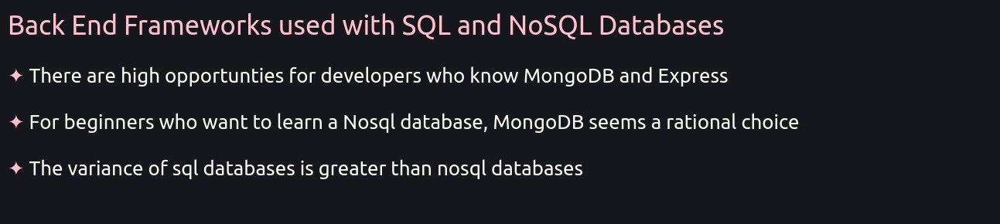 Back End Frameworks used with SQL and NoSQL Databases
✦ There are high opportunties for developers who know MongoDB and Express
✦ For beginners who want to learn a Nosql database, MongoDB seems a rational choice
✦ The variance of sql databases is greater than nosql databases